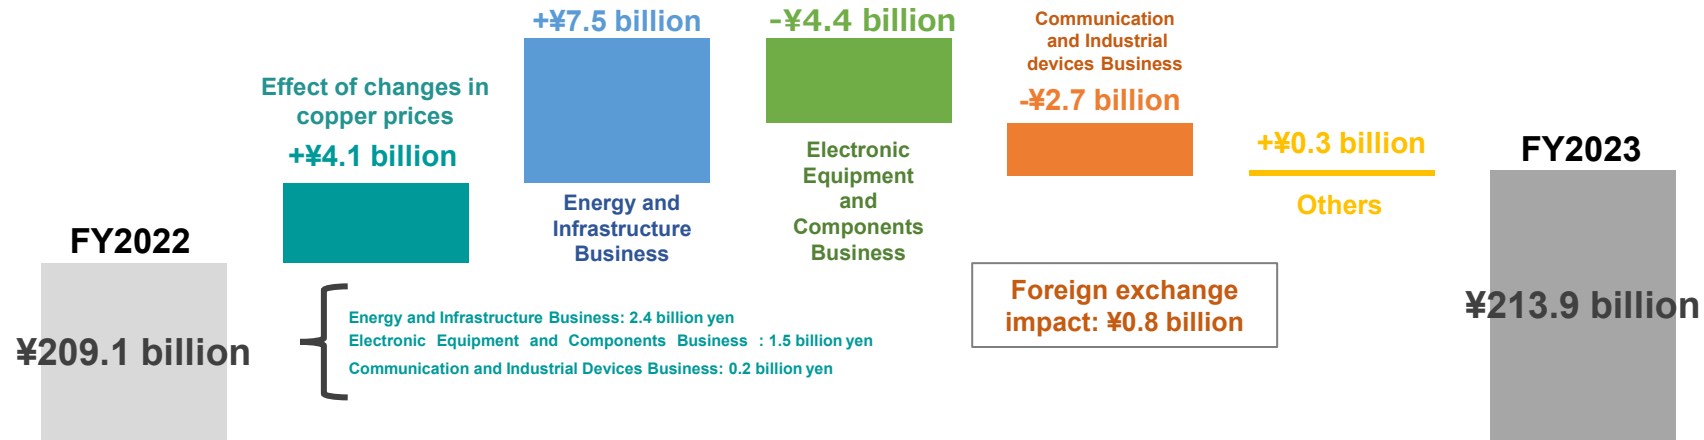 FY2022
¥209.1 billion
Effect of changes in
copper prices
+¥4.1 billion
Energy and Infrastructure Business: 2.4 billion yen
Electronic Equipment and Components Business : 1.5 billion yen
Communication and Industrial Devices Business: 0.2 billion yen
+¥7.5 billion
Energy and
Infrastructure
Business
-¥4.4 billion
Electronic
Equipment
and
Components
Business
Communication
and Industrial
devices Business
-¥2.7 billion
Foreign exchange
impact: ¥0.8 billion
+¥0.3 billion
Others
FY2023
¥213.9 billion